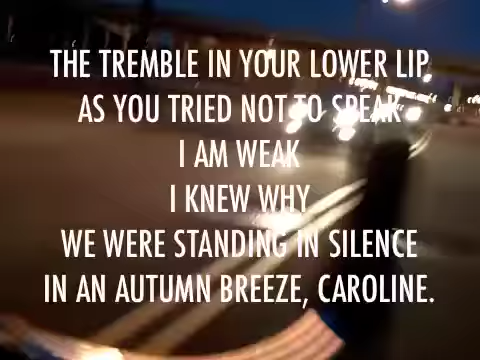 THE TREMBLE IN YOUR LOWER LIP
AS YOU TRIED NOT TO SPEAK
I AM WEAK
I KNEW WHY
WE WERE STANDING IN SILENCE
IN AN AUTUMN BREEZE, CAROLINE.